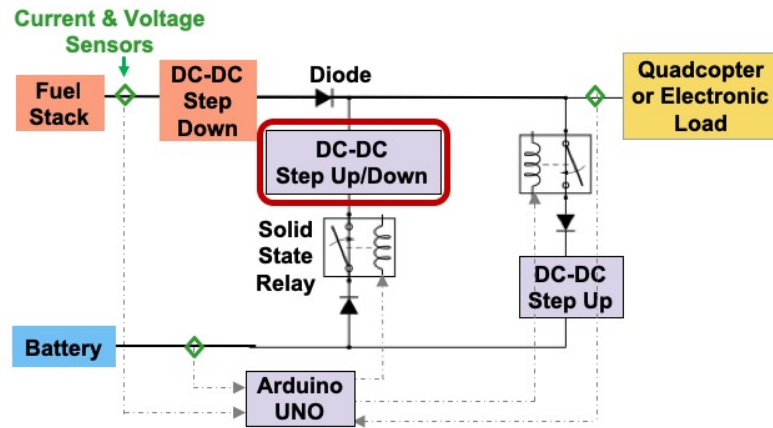 Current & Voltage
Sensors
Fuel
Stack
DC-DC
Step
Down
Diode
Quadcopter
or Electronic
Load
DC-DC
Step Up/Down
Solid
State
Relay
DC-DC
Step Up
Battery
Arduino
UNO